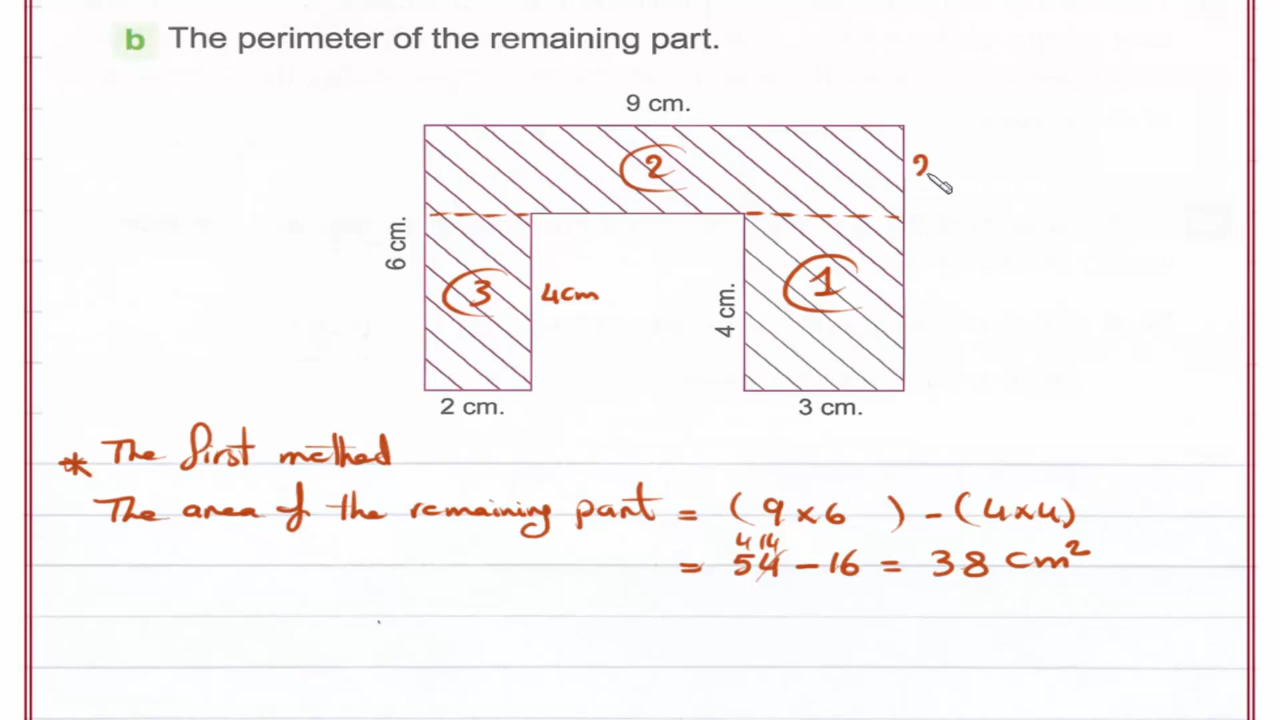 b The perimeter of the remaining part.
9 cm.
2
2
6 cm.
3
4cm
4 cm.
1
2 cm.
3 cm.
* The first method
The area of the remaining part = (9 x 6) - (4x4)
4 14
= 54 - 16 = 38 cm²